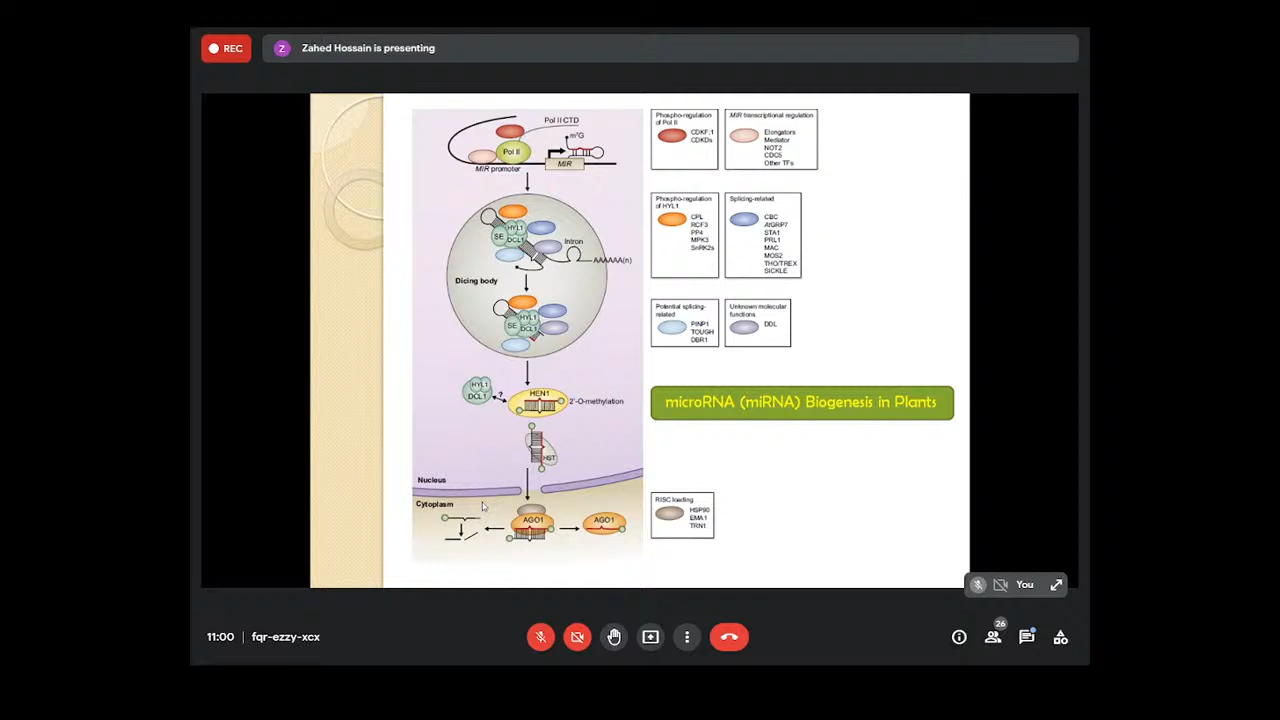 REC
Z
Zahed Hossain is presenting
Pol II CTD
m⁷G
Pol II
MIR
MIR promoter
HYL1
SE
DCL1
Intron
AAAAAA(n)
Dicing body
HYL1
SE
DCL1
HYL1
DCL1
?
HEN1
2'-O-methylation
HST
Nucleus
Cytoplasm
AGO1
AGO1
Phospho-regulation
of Pol II
CDKF;1
CDKDs
MIR transcriptional regulation
Elongators
Mediator
NOT2
CDC5
Other TFs
Phospho-regulation
of HYL1
CPL
RCF3
PP4
MPK3
SnRK2s
Splicing-related
CBC
AtGRP7
STA1
PRL1
MAC
MOS2
THO/TREX
SICKLE
Potential splicing-
related
PINP1
TOUGH
DBR1
Unknown molecular
functions
DDL
microRNA (miRNA) Biogenesis in Plants
RISC loading
HSP90
EMA1
TRN1
You
11:00 | fqr-ezzy-xcx
26